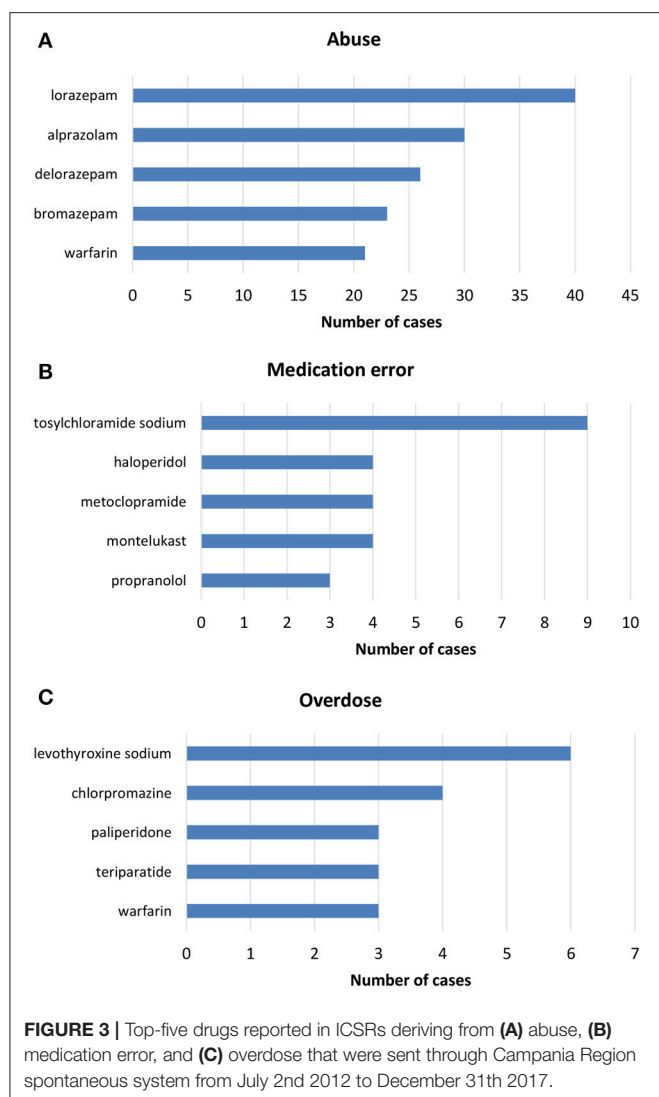 A
Abuse
lorazepam
alprazolam
delorazepam
bromazepam
warfarin
0 5 10 15 20 25 30 35 40 45
Number of cases
B
Medication error
tosylchloramide sodium
haloperidol
metoclopramide
montelukast
propranolol
0 1 2 3 4 5 6 7 8 9 10
Number of cases
C
Overdose
levothyroxine sodium
chlorpromazine
paliperidone
teriparatide
warfarin
0 1 2 3 4 5 6 7
Number of cases
FIGURE 3 | Top-five drugs reported in ICSRs deriving from (A) abuse, (B)
medication error, and (C) overdose that were sent through Campania Region
spontaneous system from July 2nd 2012 to December 31th 2017.